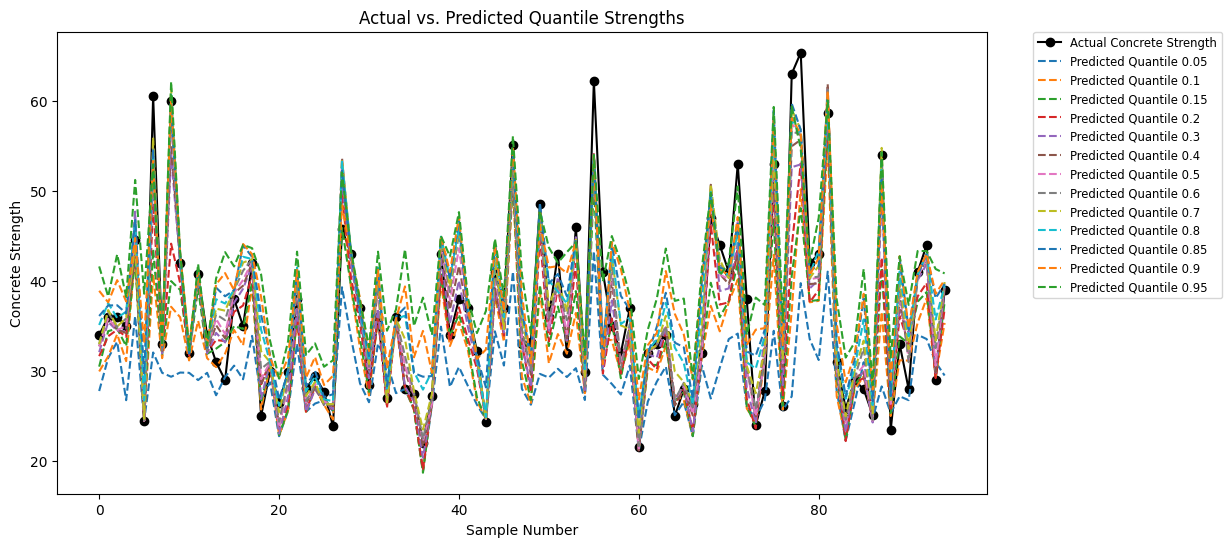 Actual vs. Predicted Quantile Strengths
Concrete Strength
60
50
40
30
20
0
20
40
60
80
Sample Number
Actual Concrete Strength
Predicted Quantile 0.05
Predicted Quantile 0.1
Predicted Quantile 0.15
Predicted Quantile 0.2
Predicted Quantile 0.3
Predicted Quantile 0.4
Predicted Quantile 0.5
Predicted Quantile 0.6
Predicted Quantile 0.7
Predicted Quantile 0.8
Predicted Quantile 0.85
Predicted Quantile 0.9
Predicted Quantile 0.95